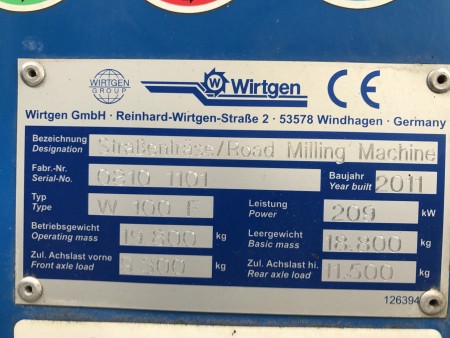 WIRTGEN
GROUP
Wirtgen
CE
Wirtgen GmbH · Reinhard-Wirtgen-Straße 2 · 53578 Windhagen · Germany
Bezeichnung
Designation
Straßenfräse/Road Milling Machine
Fabr.-Nr.
Serial-No.
0810 1101
Baujahr
Year built
2011
Typ
Type
W 100 F
Leistung
Power
209
kW
Betriebsgewicht
Operating mass
19.800
kg
Leergewicht
Basic mass
18.800
kg
Zul. Achslast vorne
Front axle load
kg
Zul. Achslast hi.
Rear axle load
11.500
kg
126394